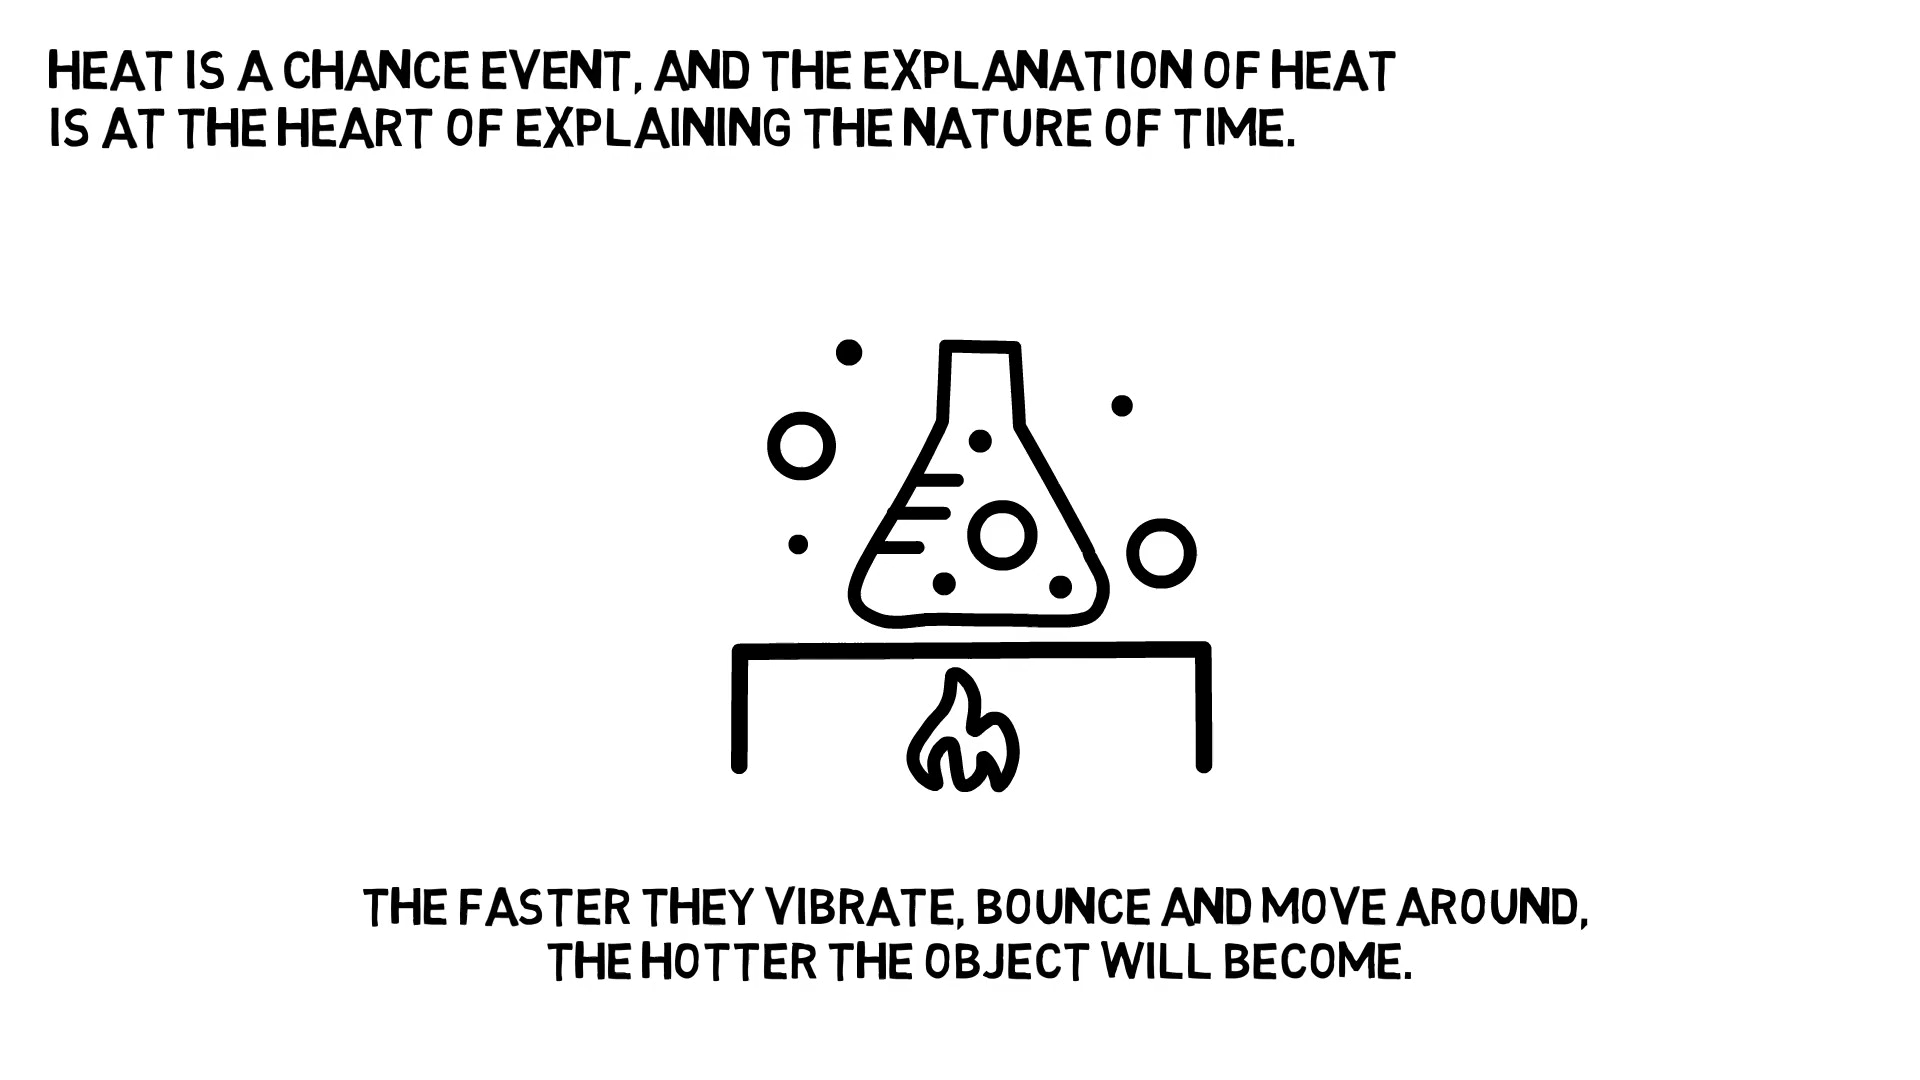 HEAT IS A CHANCE EVENT, AND THE EXPLANATION OF HEAT
IS AT THE HEART OF EXPLAINING THE NATURE OF TIME.
THE FASTER THEY VIBRATE, BOUNCE AND MOVE AROUND,
THE HOTTER THE OBJECT WILL BECOME.